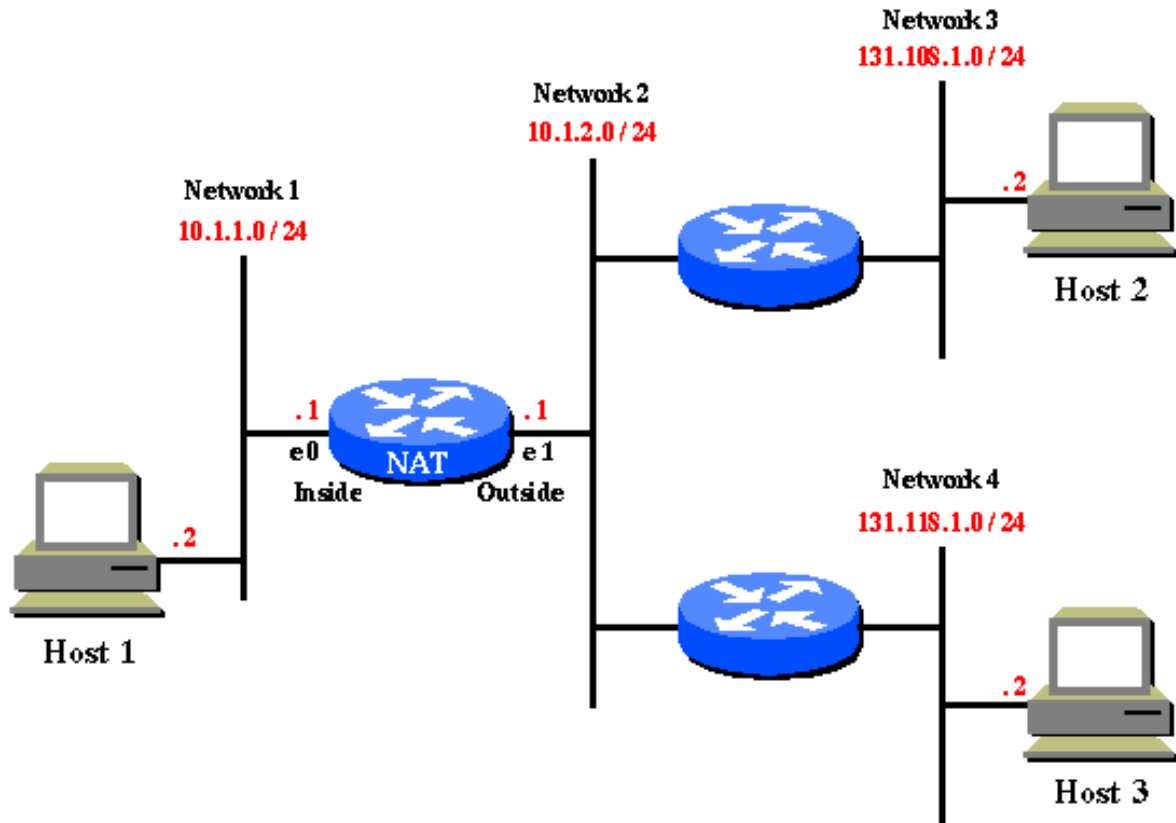 Network 3
131.108.1.0 / 24
Network 2
10.1.2.0 / 24
.2
Network 1
10.1.1.0 / 24
Host 2
.1
.1
e0
NAT
e1
Inside
Outside
Network 4
131.118.1.0 / 24
.2
Host 1
.2
Host 3